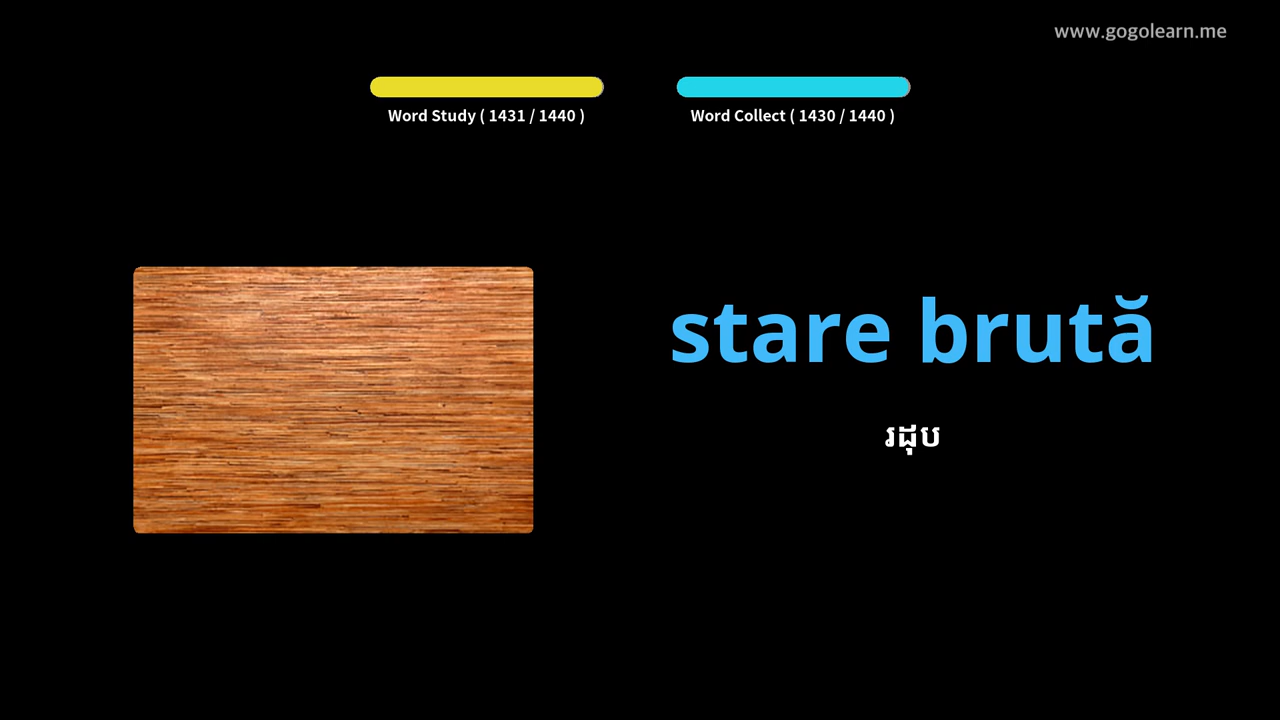 www.gogolearn.me
Word Study ( 1431 / 1440 )
Word Collect ( 1430 / 1440 )
stare brută
រដុប